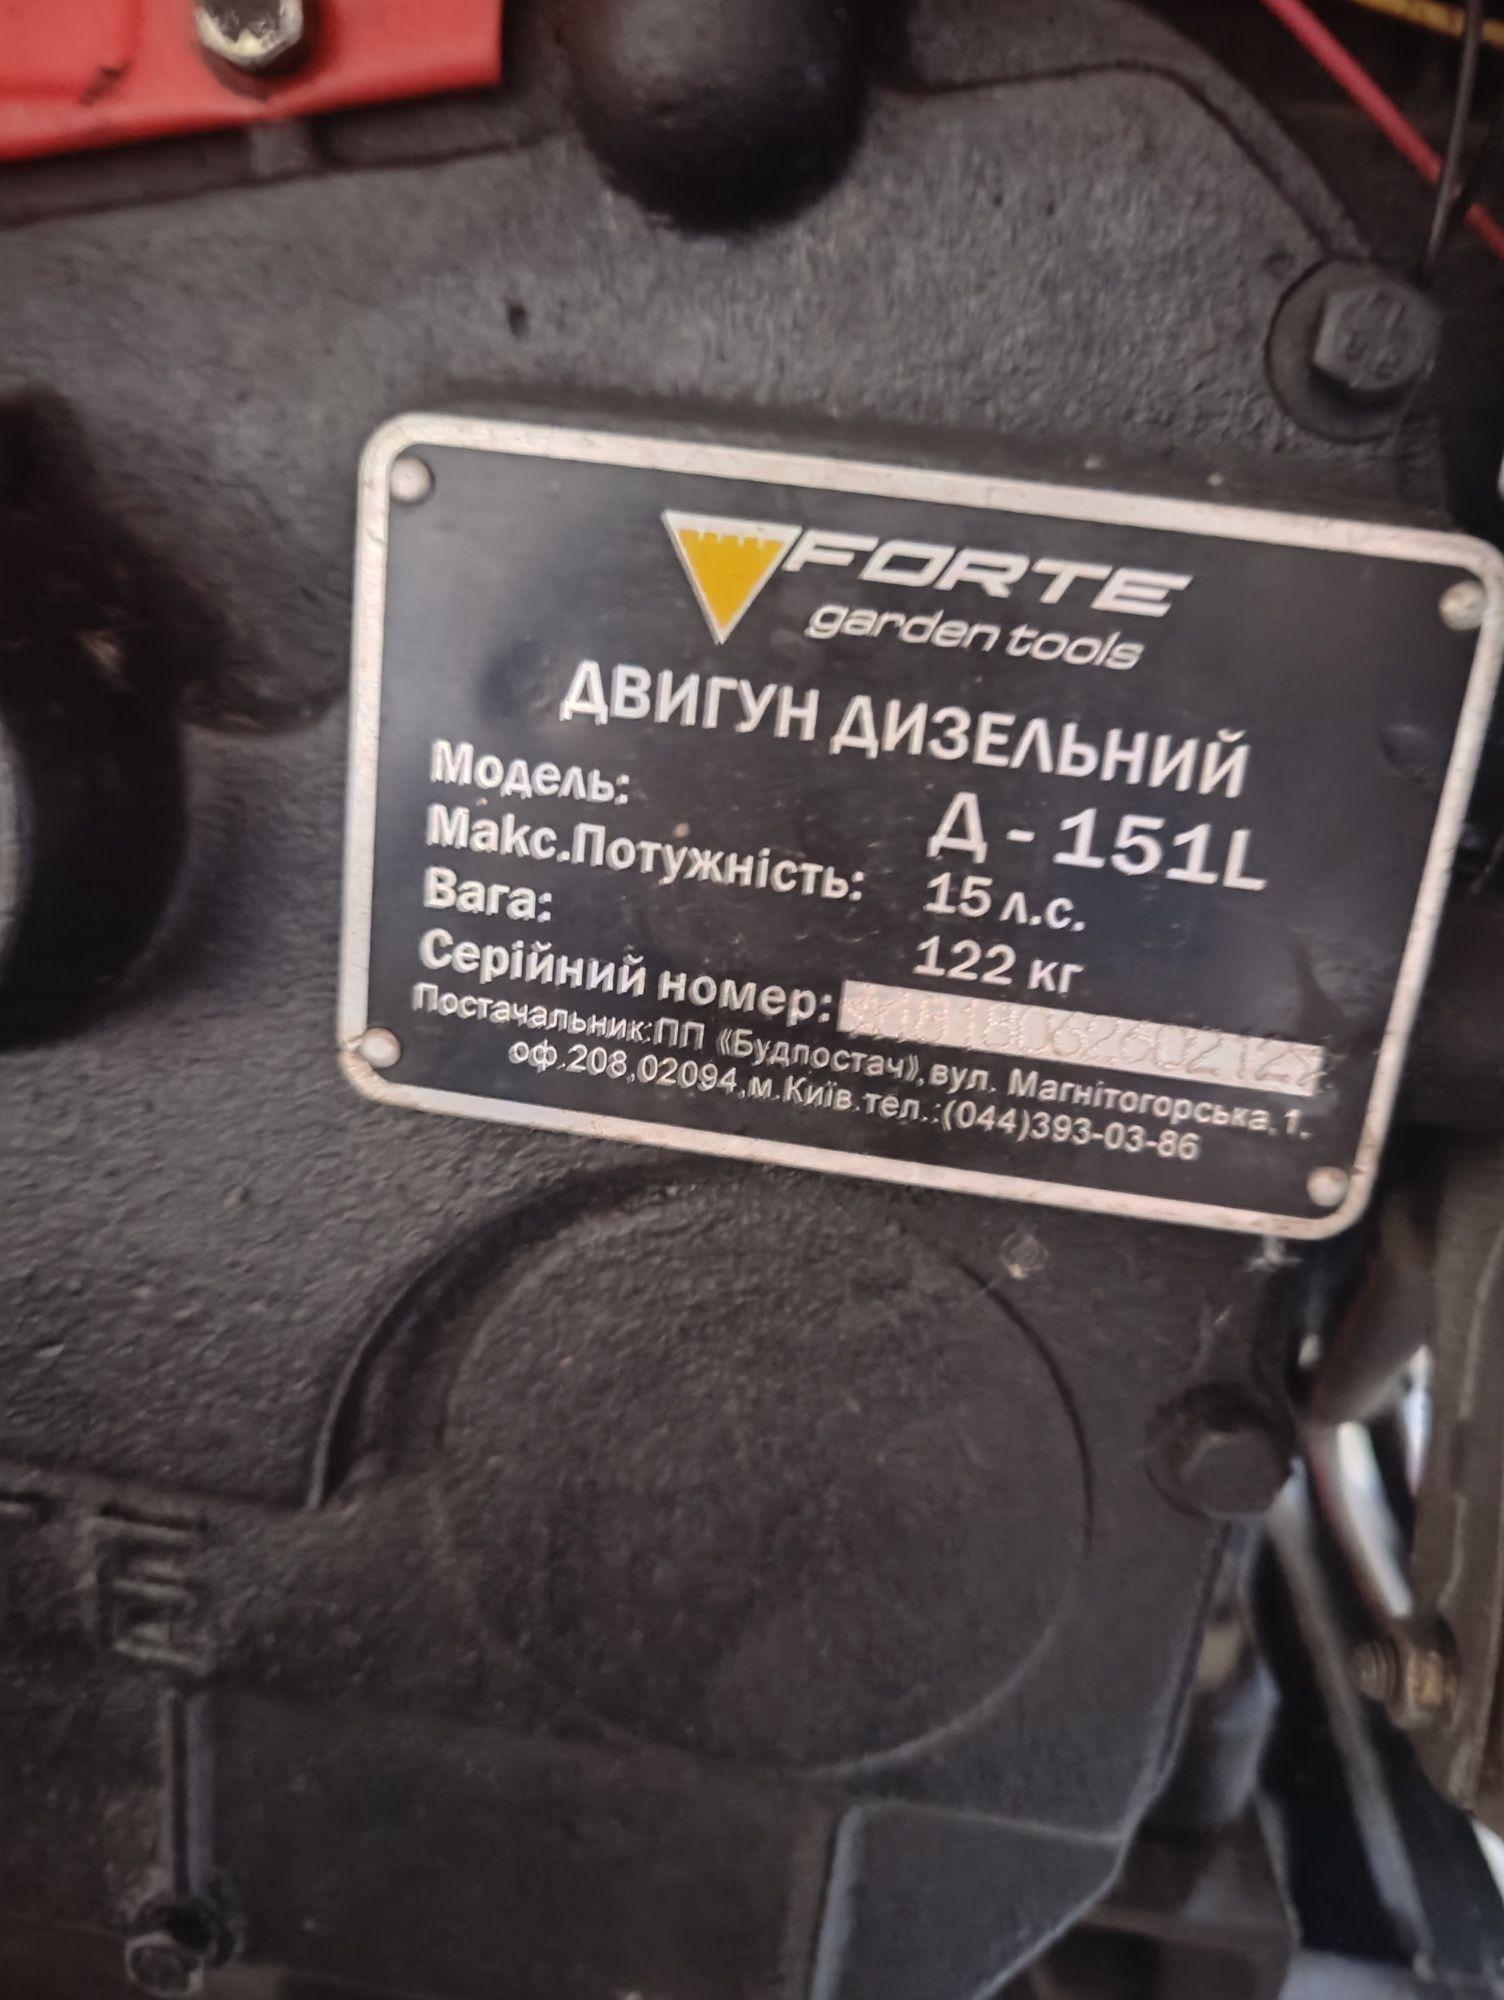 FORTE
garden tools
ДВИГУН ДИЗЕЛЬНИЙ
Модель: Д - 151L
Макс.Потужність: 15 л.с.
Вага: 122 кг
Серійний номер:
Постачальник:ПП «Будпостач», вул. Магнітогорська, 1,
оф.208,02094,м.Київ.тел.:(044)393-03-86